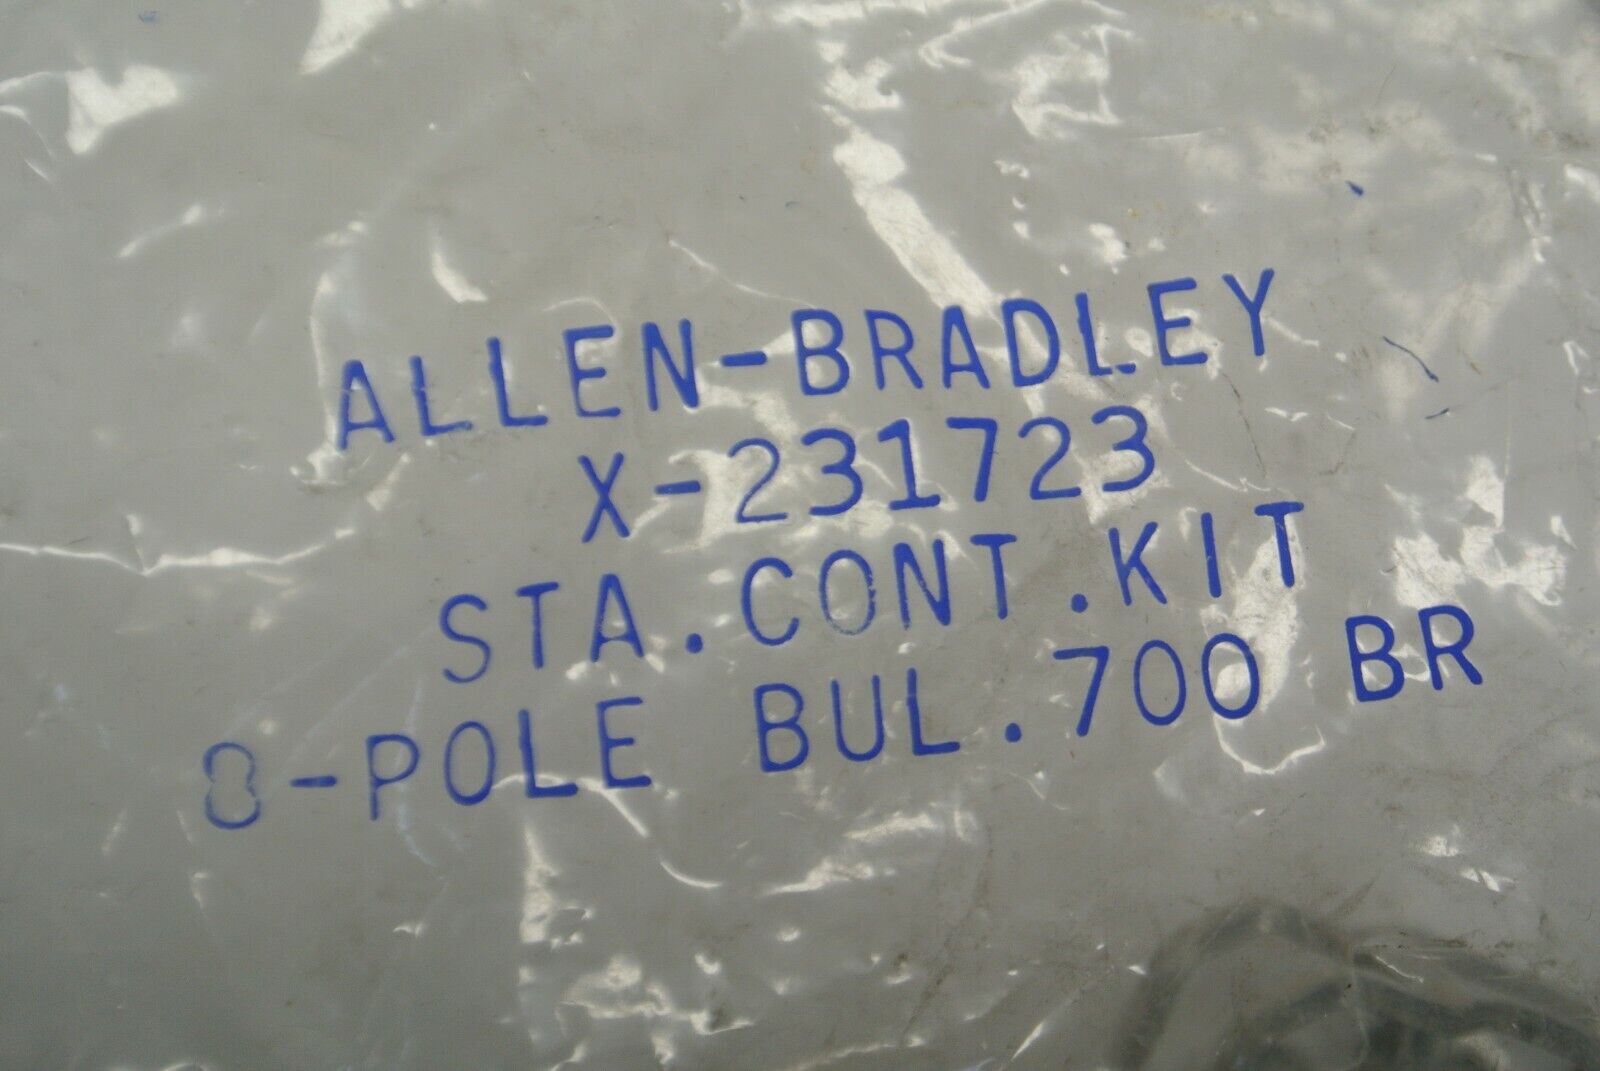 ALLEN-BRADLEY
X-231723
STA.CONT.KIT
8-POLE BUL.700 BR